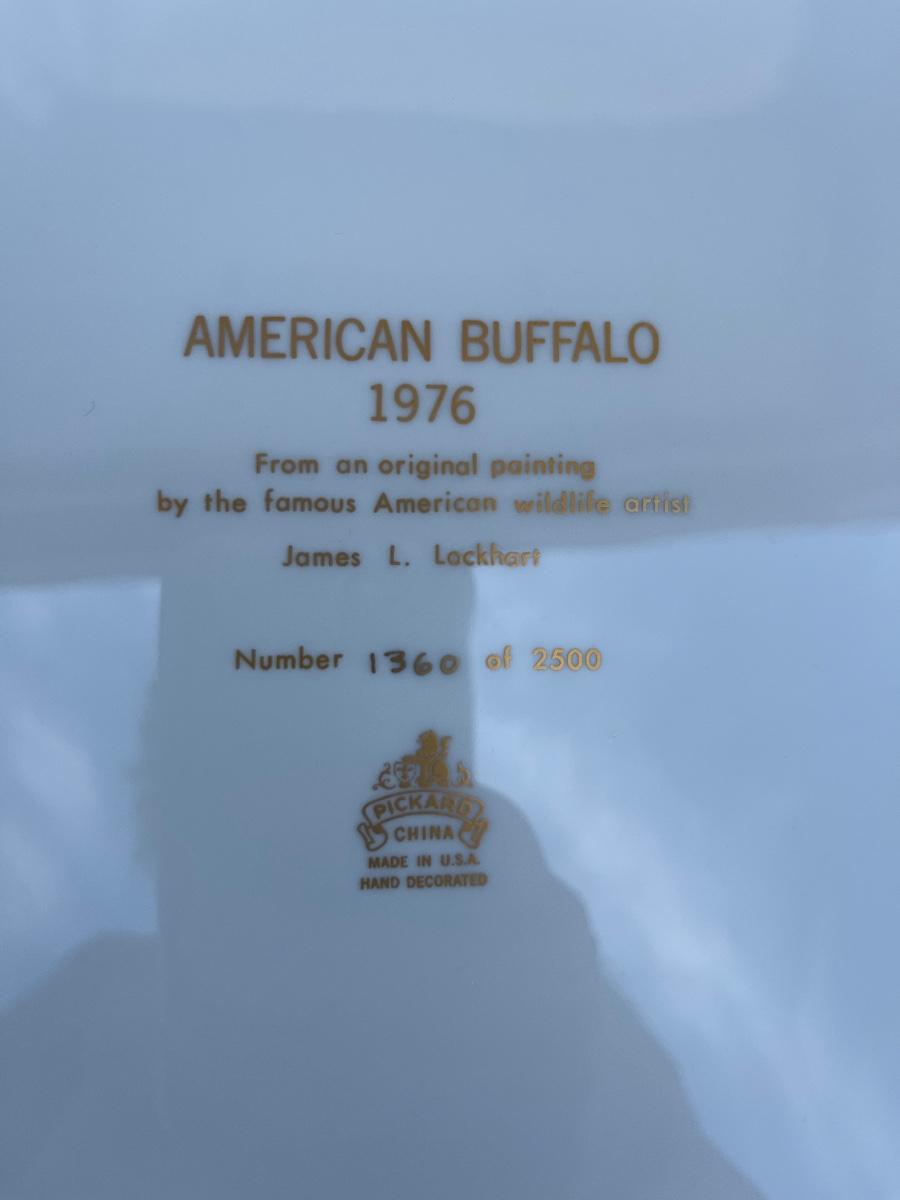 AMERICAN BUFFALO
1976
From an original painting
by the famous American wildlife artist
James L. Lockhart
Number 1360 of 2500
PICKARD
CHINA
MADE IN U.S.A.
HAND DECORATED